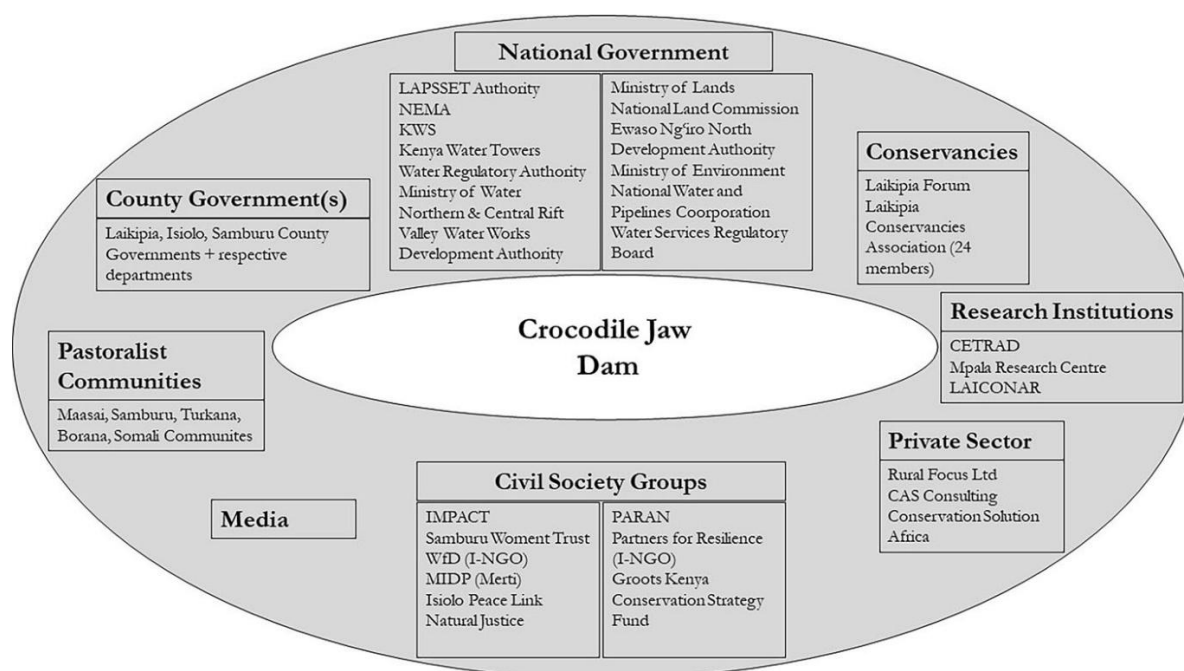 National Government
LAPSSET Authority
NEMA
KWS
Kenya Water Towers
Water Regulatory Authority
Ministry of Water
Northern & Central Rift
Valley Water Works
Development Authority
Ministry of Lands
National Land Commission
Ewaso Ng‘iro North
Development Authority
Ministry of Environment
National Water and
Pipelines Coorporation
Water Services Regulatory
Board
Conservancies
Laikipia Forum
Laikipia
Conservancies
Association (24
members)
County Government(s)
Laikipia, Isiolo, Samburu County
Governments + respective
departments
Crocodile Jaw
Dam
Research Institutions
CETRAD
Mpala Research Centre
LAICONAR
Pastoralist
Communities
Maasai, Samburu, Turkana,
Borana, Somali Communites
Private Sector
Rural Focus Ltd
CAS Consulting
Conservation Solution
Africa
Civil Society Groups
IMPACT
Samburu Woment Trust
WfD (I-NGO)
MIDP (Merti)
Isiolo Peace Link
Natural Justice
PARAN
Partners for Resilience
(I-NGO)
Groots Kenya
Conservation Strategy
Fund
Media